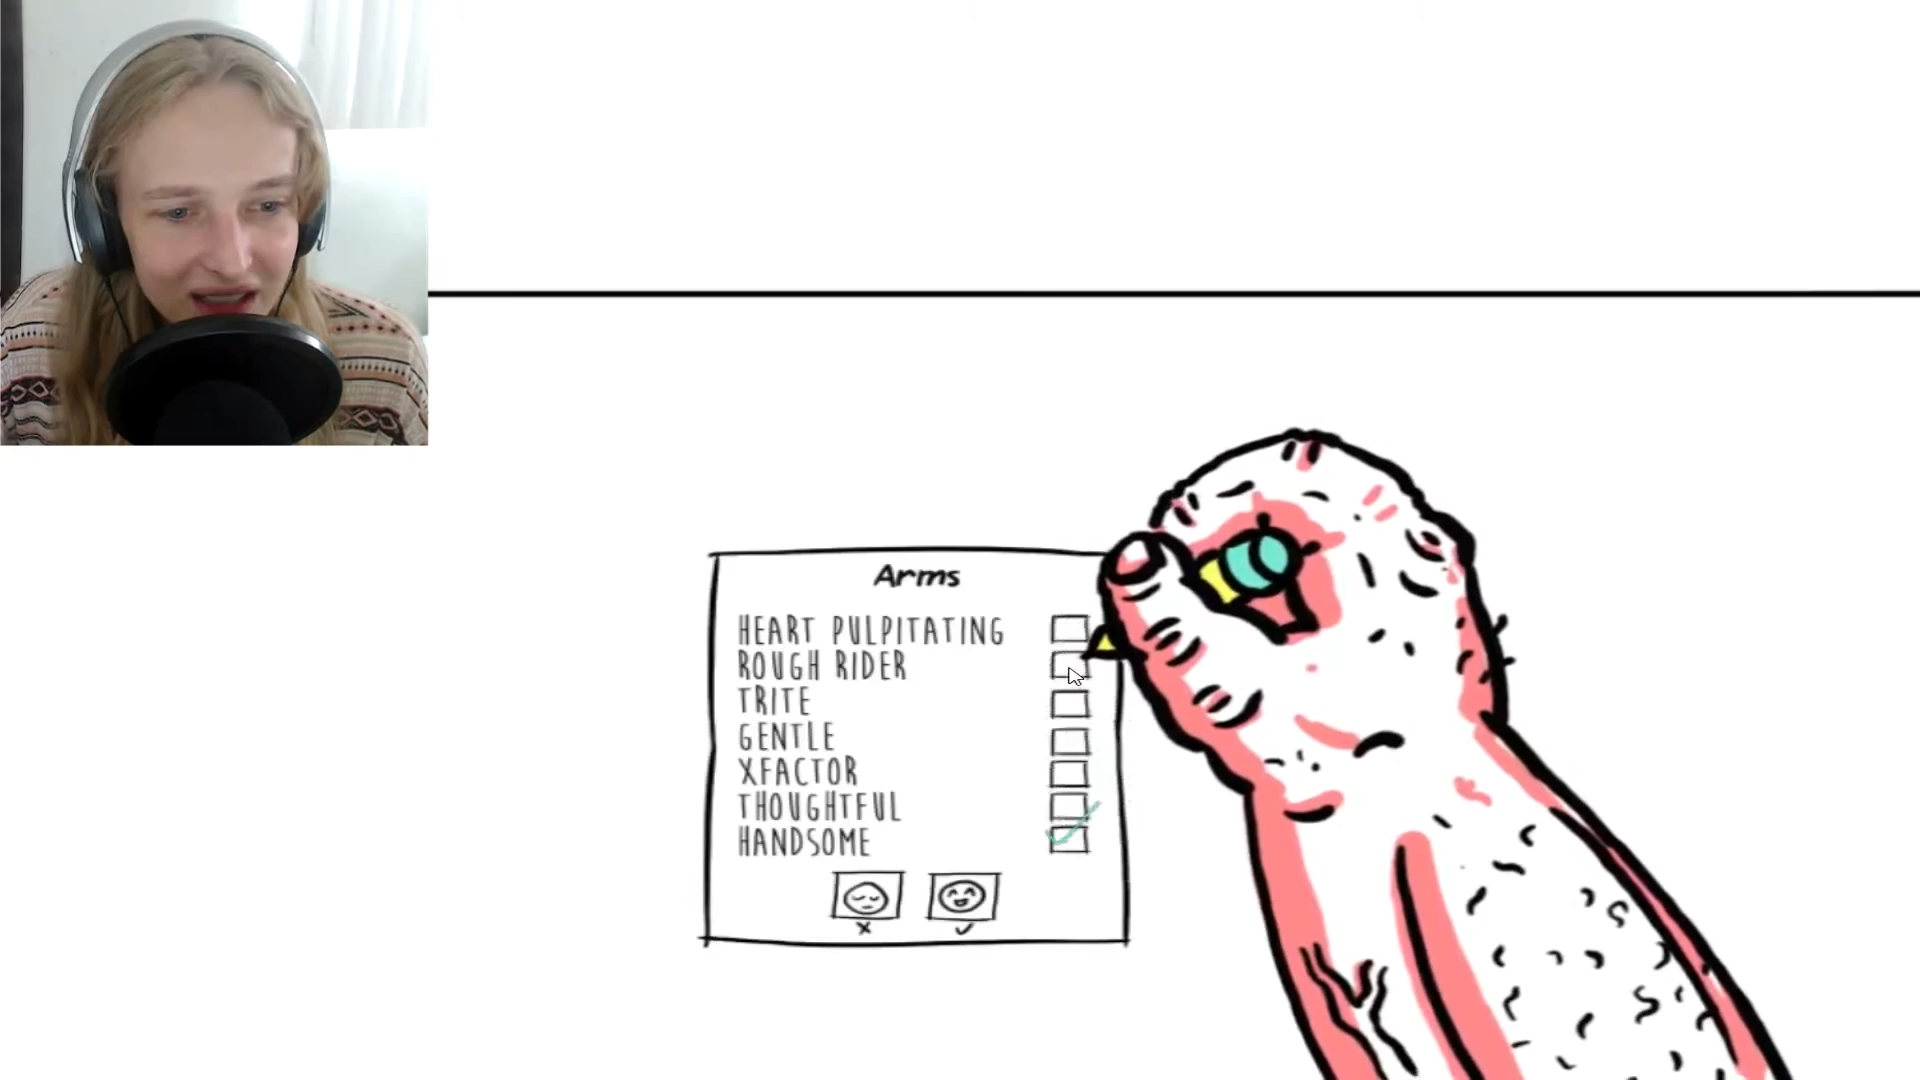 Arms
HEART PULPITATING
ROUGH RIDER
TRITE
GENTLE
XFACTOR
THOUGHTFUL
HANDSOME